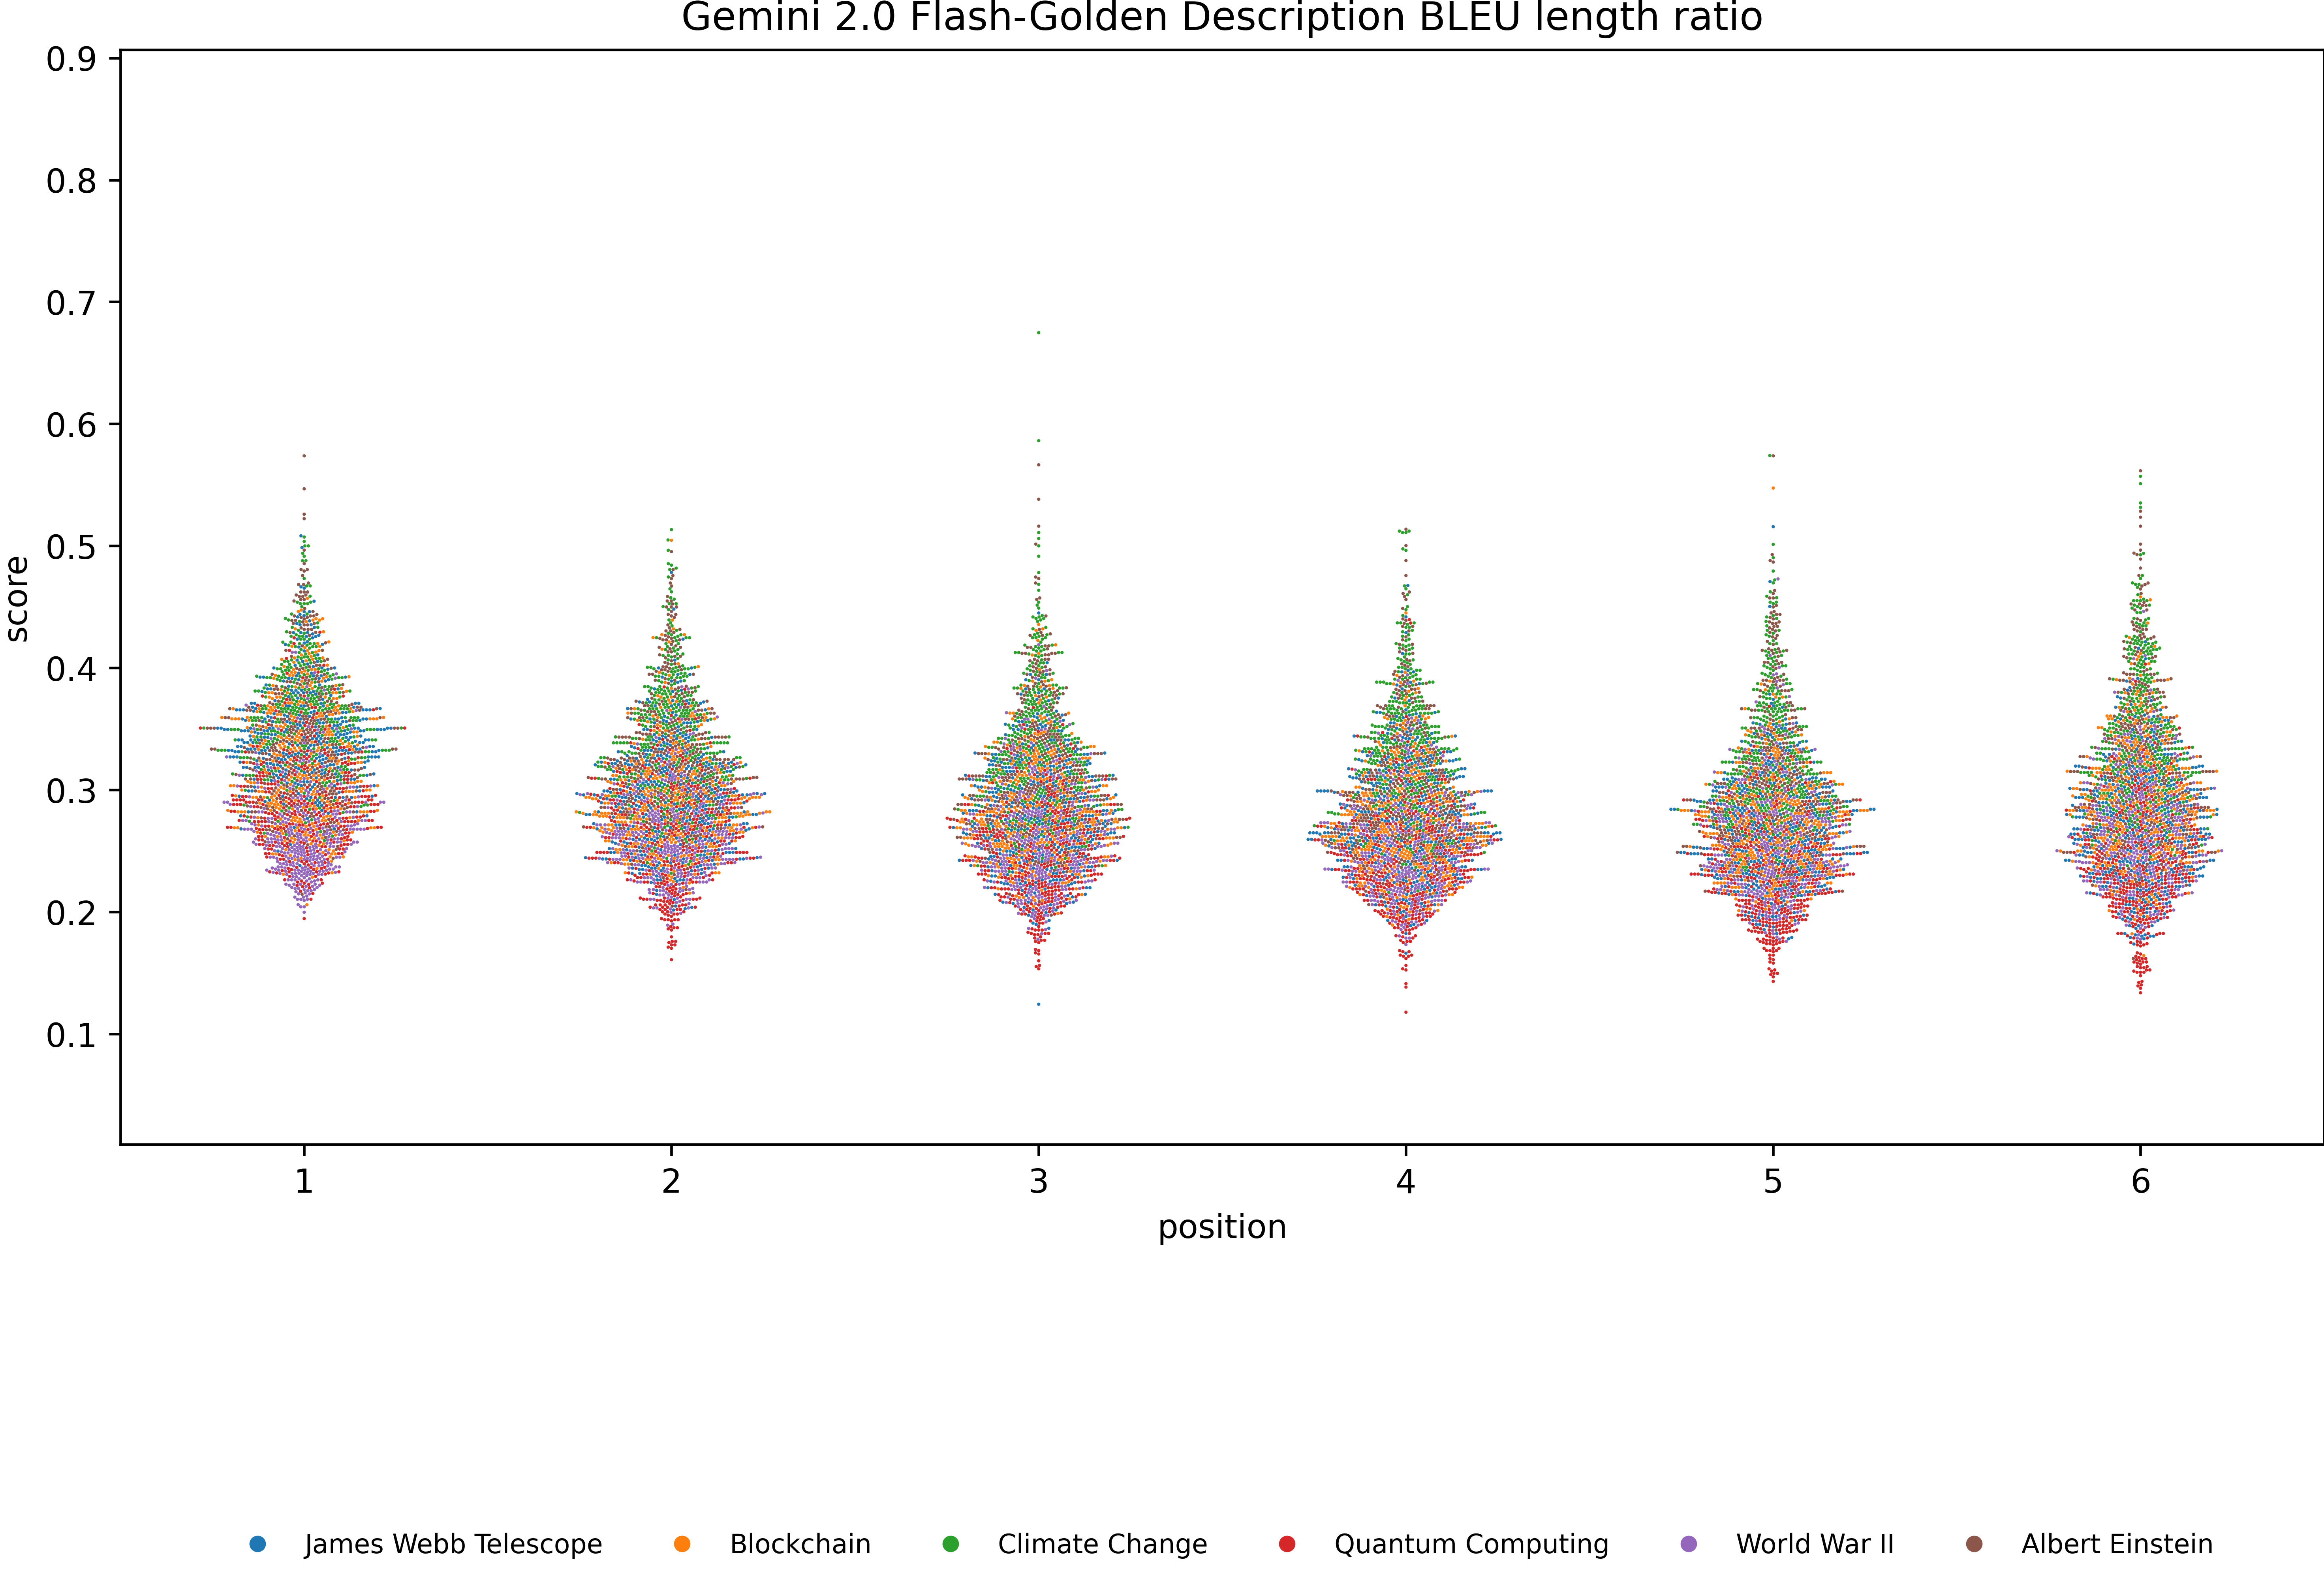 Gemini 2.0 Flash-Golden Description BLEU length ratio
0.9
0.8
0.7
0.6
0.5
0.4
0.3
0.2
0.1
score
1 2 3 4 5 6
position
James Webb Telescope Blockchain Climate Change Quantum Computing World War II Albert Einstein